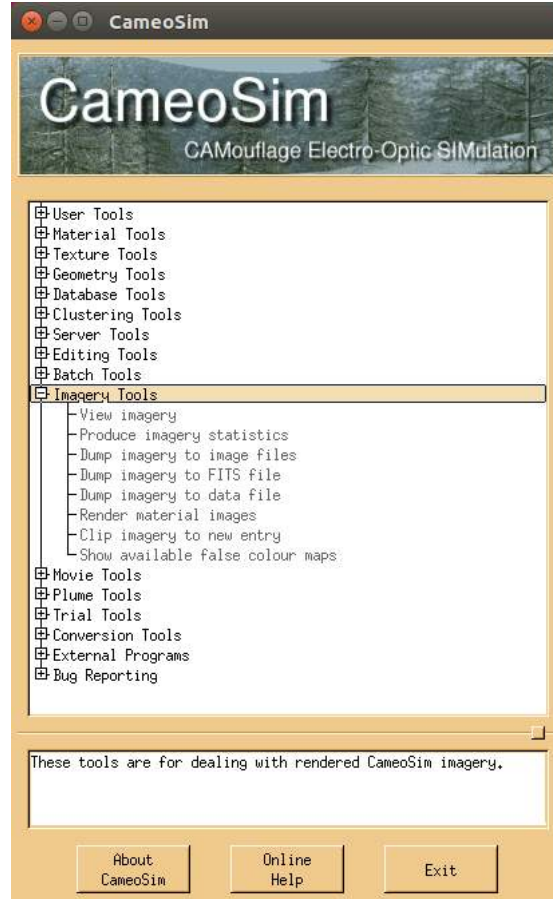 CameoSim
CameoSim
CAMouflage Electro-Optic SIMulation
User Tools
Material Tools
Texture Tools
Geometry Tools
Database Tools
Clustering Tools
Server Tools
Editing Tools
Batch Tools
Imagery Tools
View imagery
Produce imagery statistics
Dump imagery to image files
Dump imagery to FITS file
Dump imagery to data file
Render material images
Clip imagery to new entry
Show available false colour maps
Movie Tools
Plume Tools
Trial Tools
Conversion Tools
External Programs
Bug Reporting
These tools are for dealing with rendered CameoSim imagery.
About
CameoSim
Online
Help
Exit